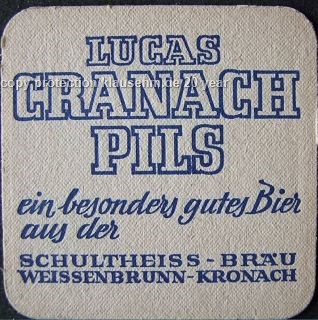 LUCAS
CRANACH
PILS
ein besonders gutes Bier
aus der
SCHULTHEISS-BRÄU
WEISSENBRUNN-KRONACH